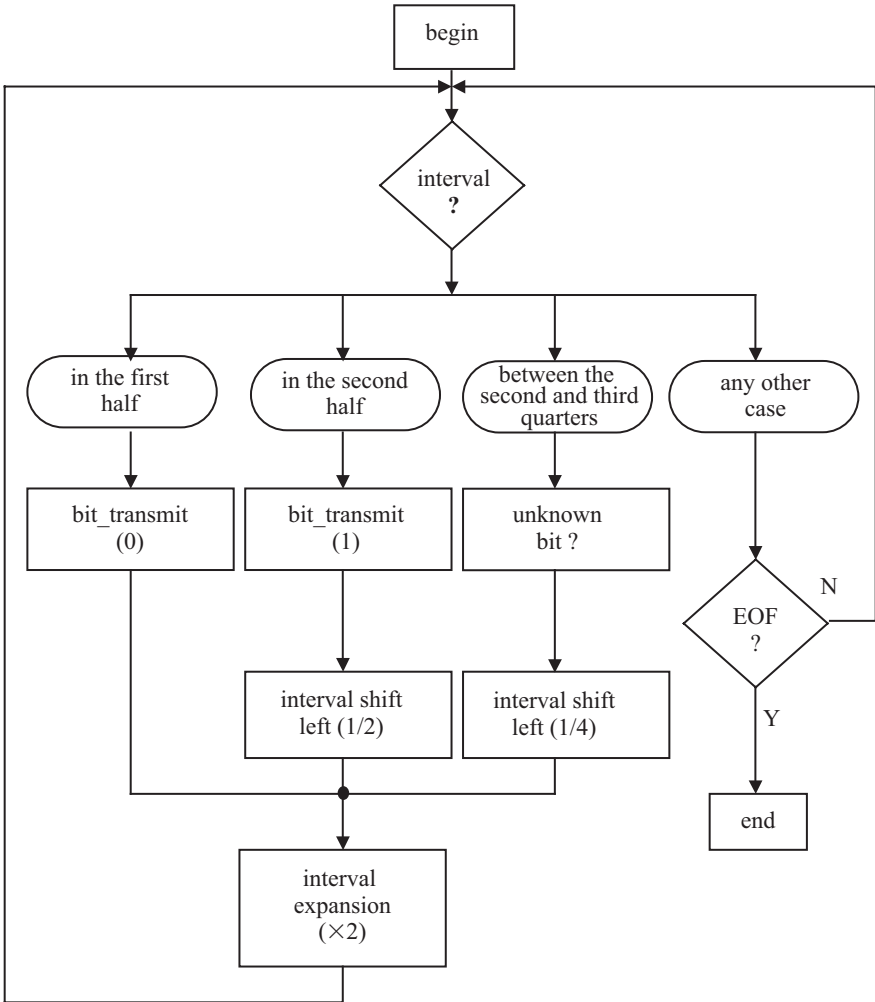 begin
interval
?
in the first
half
in the second
half
between the
second and third
quarters
any other
case
bit_transmit
(0)
bit_transmit
(1)
unknown
bit ?
N
EOF
?
interval shift
left (1/2)
interval shift
left (1/4)
Y
end
interval
expansion
(×2)